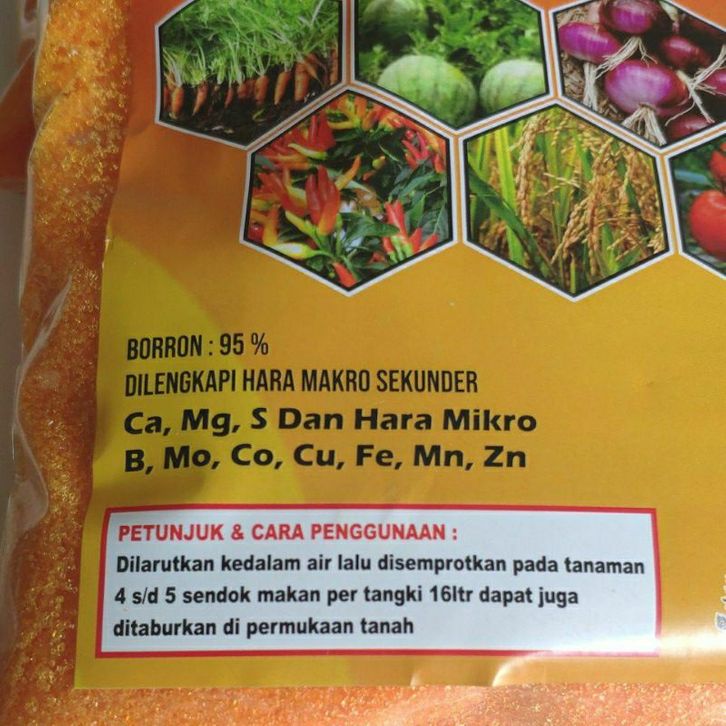 BORRON : 95 %
DILENGKAPI HARA MAKRO SEKUNDER
Ca, Mg, S Dan Hara Mikro
B, Mo, Co, Cu, Fe, Mn, Zn
PETUNJUK & CARA PENGGUNAAN :
Dilarutkan kedalam air lalu disemprotkan pada tanaman
4 s/d 5 sendok makan per tangki 16ltr dapat juga
ditaburkan di permukaan tanah